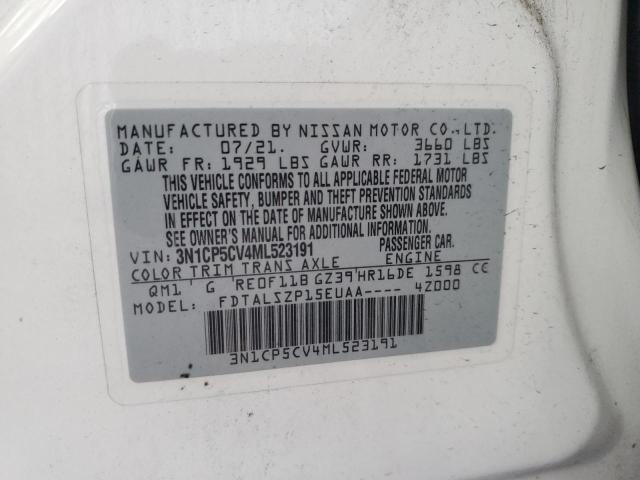 MANUFACTURED BY NISSAN MOTOR CO.,LTD.
DATE: 07/21. GVWR: 3660 LBS
GAWR FR: 1929 LBS GAWR RR: 1731 LBS
THIS VEHICLE CONFORMS TO ALL APPLICABLE FEDERAL MOTOR
VEHICLE SAFETY, BUMPER AND THEFT PREVENTION STANDARDS
IN EFFECT ON THE DATE OF MANUFACTURE SHOWN ABOVE.
SEE OWNER'S MANUAL FOR ADDITIONAL INFORMATION.
VIN: 3N1CP5CV4ML523191 PASSENGER CAR.
COLOR TRIM TRANS AXLE ENGINE
QM1 G RE0F11B GZ39 HR16DE 1598 CC
MODEL: FDTALSZP15EUAA---- 4Z000
3N1CP5CV4ML523191